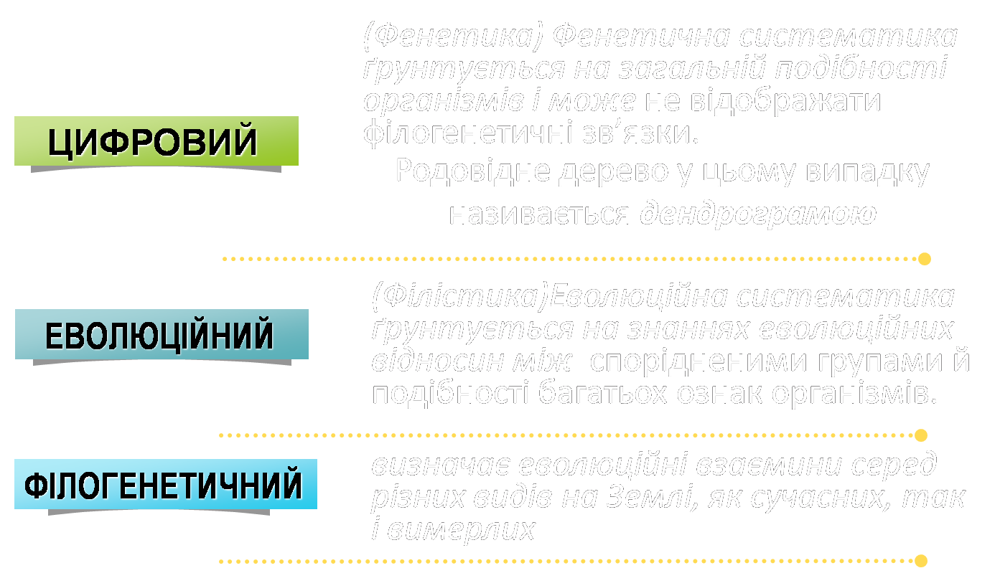 (Фенетика) Фенетична систематика
ґрунтується на загальній подібності
організмів і може не відображати
філогенетичні зв’язки.
ЦИФРОВИЙ
Родовідне дерево у цьому випадку
називається дендрограмою
(Філістика)Еволюційна систематика
ґрунтується на знаннях еволюційних
ЕВОЛЮЦІЙНИЙ
відносин між спорідненими групами й
подібності багатьох ознак організмів.
визначає еволюційні взаємини серед
ФІЛОГЕНЕТИЧНИЙ
різних видів на Землі, як сучасних, так
і вимерлих